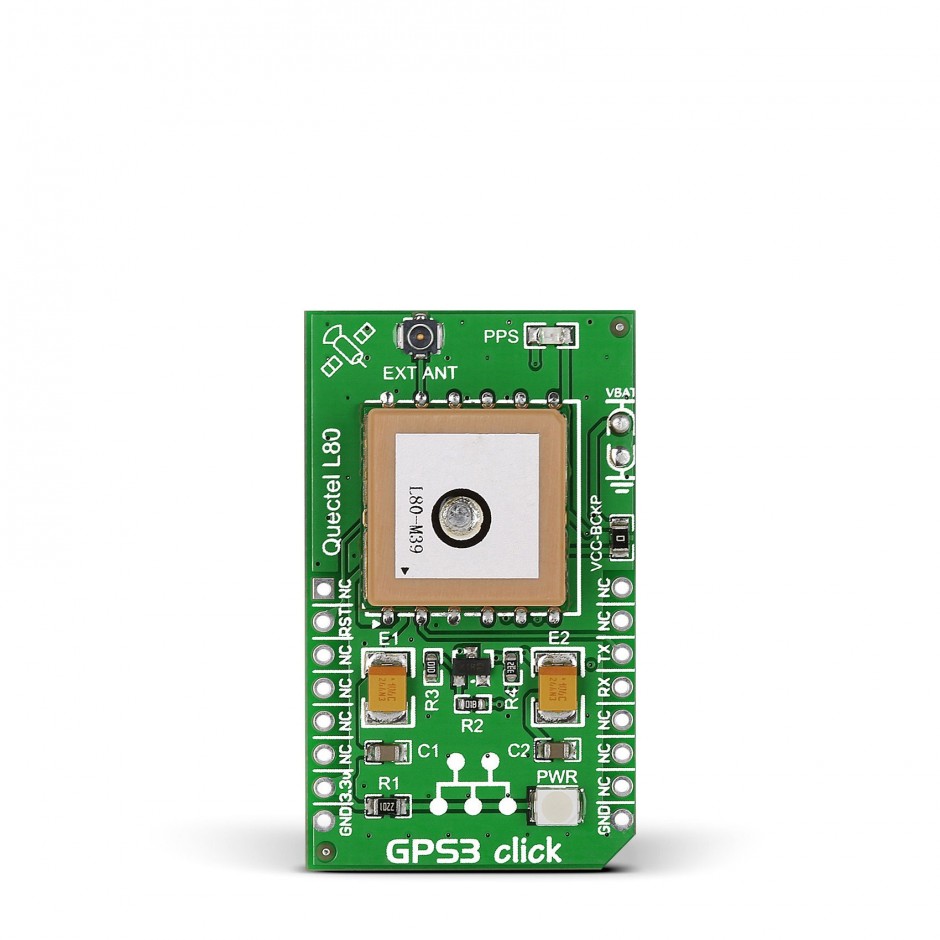 PPS
EXT ANT
VBAT
Quectel L80
L80-M39
VCC-BCKP
NC
RST
NC
NC
NC
NC
3.3v
GND
NC
NC
TX
RX
NC
NC
NC
GND
E1
E2
R3
R4
R2
C1
C2
R1
PWR
GPS3 click